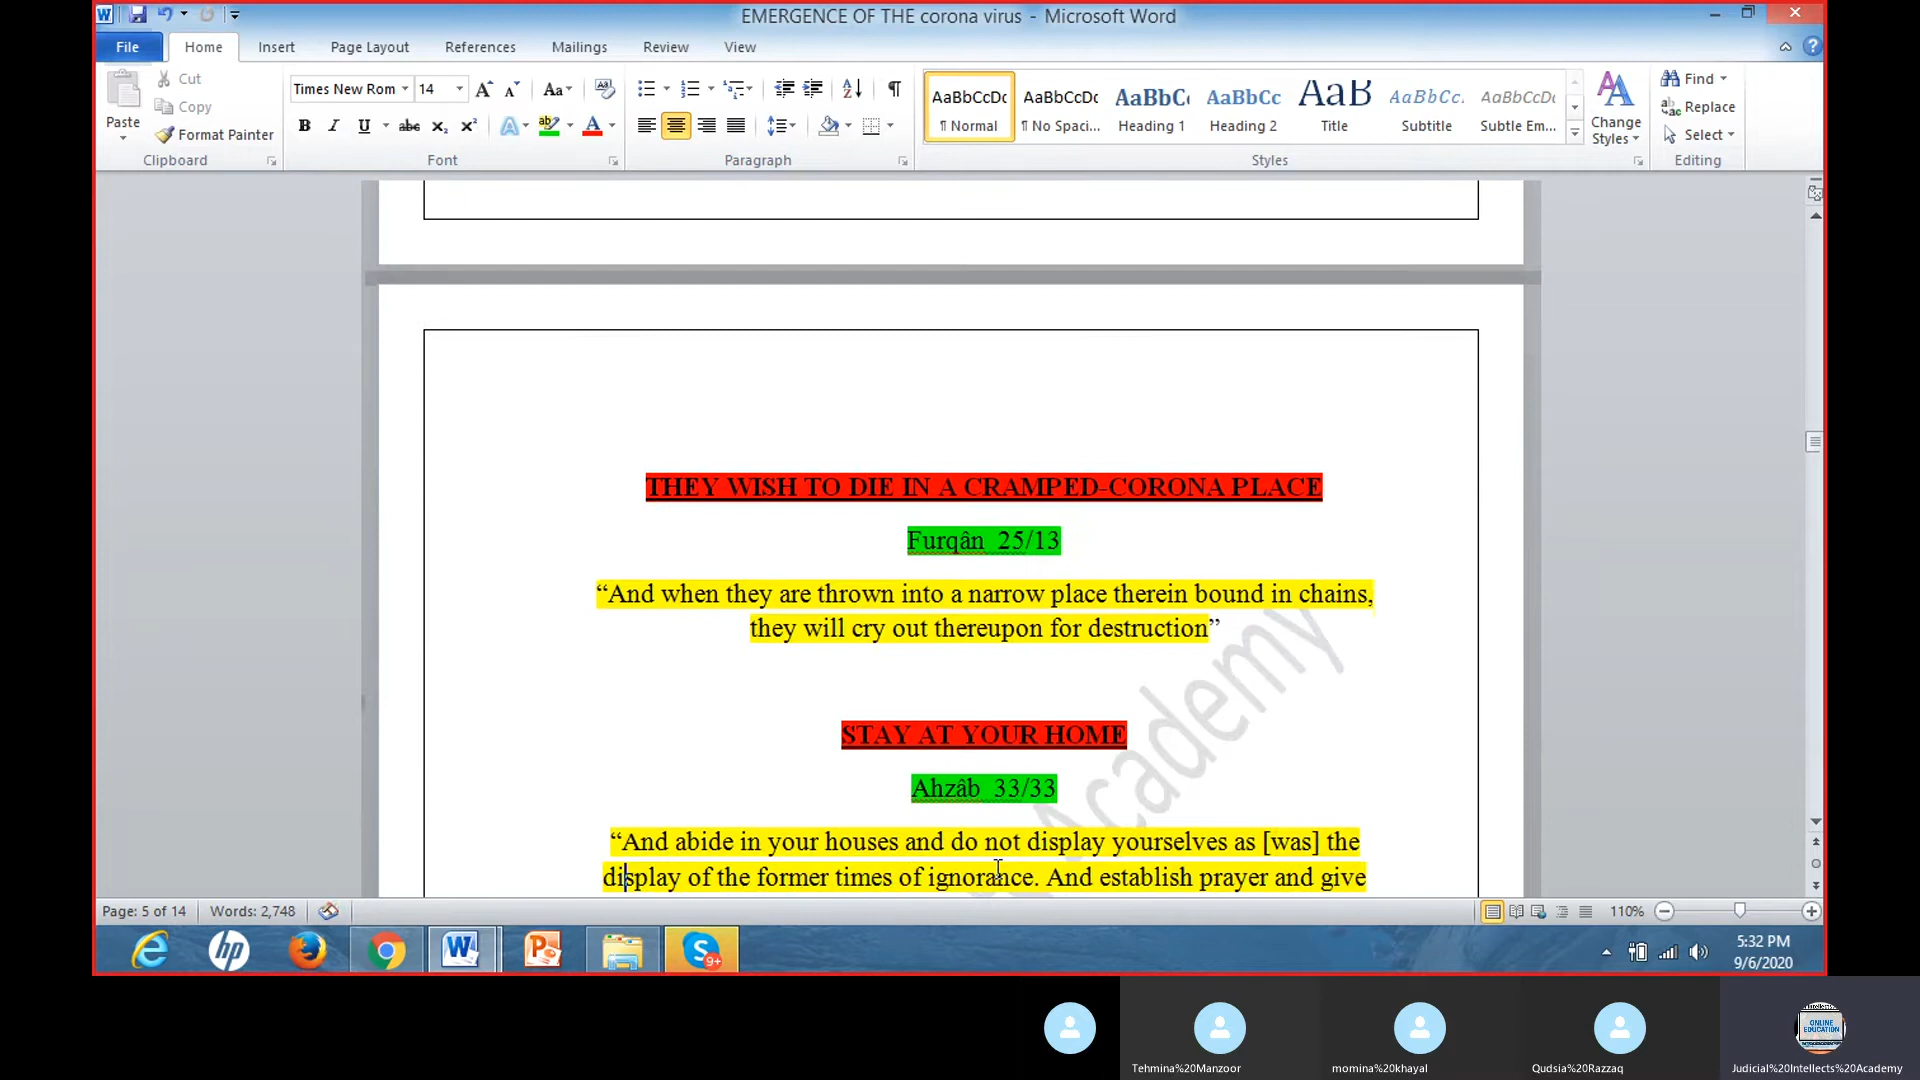 EMERGENCE OF THE corona virus - Microsoft Word
File Home Insert Page Layout References Mailings Review View
Paste
Cut
Copy
Format Painter
Clipboard
Times New Rom 14
Font
Paragraph
AaBbCcDc AaBbCcDc AaBbC AaBbCc AaB AaBbCc. AaBbCcDc
¶ Normal ¶ No Spaci... Heading 1 Heading 2 Title Subtitle Subtle Em...
Styles
Change
Styles
Find
Replace
Select
Editing
THEY WISH TO DIE IN A CRAMPED-CORONA PLACE
Furqân 25/13
“And when they are thrown into a narrow place therein bound in chains,
they will cry out thereupon for destruction”
STAY AT YOUR HOME
Ahzâb 33/33
“And abide in your houses and do not display yourselves as [was] the
display of the former times of ignorance. And establish prayer and give
Academy
Page: 5 of 14 Words: 2,748 110%
5:32 PM
9/6/2020
9+
ONLINE
EDUCATION
Tehmina%20Manzoor momina%20khayal Qudsia%20Razzaq Judicial%20Intellects%20Academy